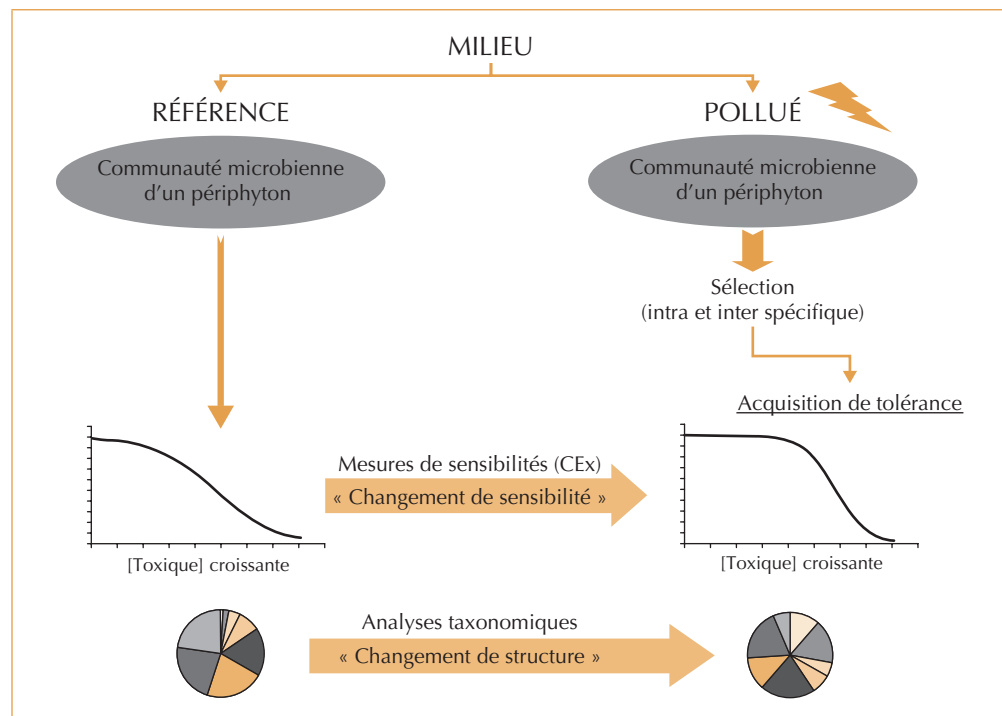 MILIEU
RÉFÉRENCE
POLLUÉ
Communauté microbienne
d'un périphyton
Communauté microbienne
d'un périphyton
Sélection
(intra et inter spécifique)
Acquisition de tolérance
Mesures de sensibilités (CEx)
« Changement de sensibilité »
[Toxique] croissante
[Toxique] croissante
Analyses taxonomiques
« Changement de structure »